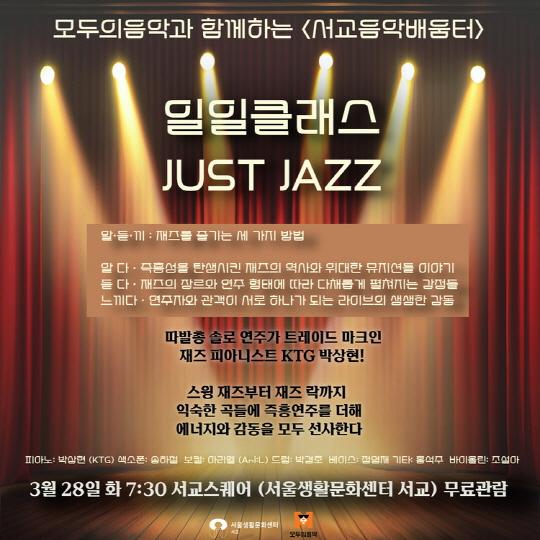 모두의음악과 함께하는 <서교음악배움터>
일일클래스
JUST JAZZ
알·듣·끼 : 재즈를 즐기는 세 가지 방법
알 다 · 즉흥성을 탄생시킨 재즈의 역사와 위대한 뮤지션들 이야기
듣 다 · 재즈의 장르와 연주 형태에 따라 다채롭게 펼쳐지는 감정들
느끼다 · 연주자와 관객이 서로 하나가 되는 라이브의 생생한 감동
따발총 솔로 연주가 트레이드 마크인
재즈 피아니스트 KTG 박상현!
스윙 재즈부터 재즈 락까지
익숙한 곡들에 즉흥연주를 더해
에너지와 감동을 모두 선사한다
피아노: 박상현 (KTG) 색소폰: 송하철 보컬: 아리엘 드럼: 박경호 베이스: 기타: 홍석주 바이올린: 조설아
3월 28일 화 7:30 서교스퀘어 (서울생활문화센터 서교) 무료관람
서울생활문화센터
서교
모두의음악